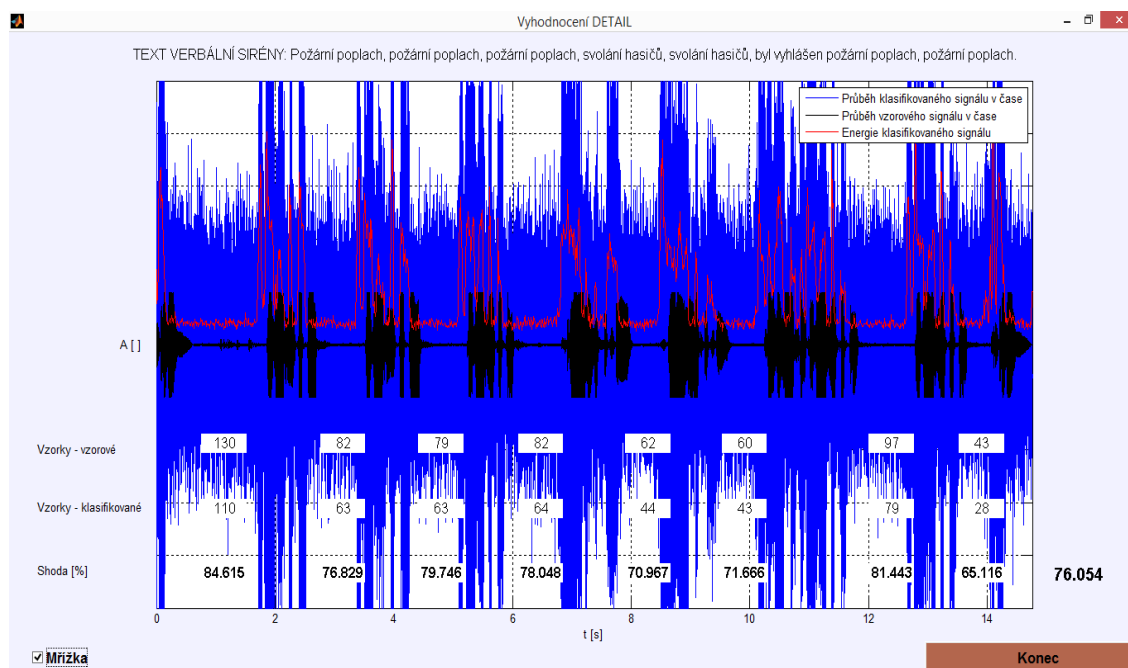 Vyhodnocení DETAIL
TEXT VERBÁLNÍ SIRÉNY: Požární poplach, požární poplach, požární poplach, svolání hasičů, svolání hasičů, byl vyhlášen požární poplach, požární poplach.
Průběh klasifikovaného signálu v čase
Průběh vzorového signálu v čase
Energie klasifikovaného signálu
A [ ]
Vzorky - vzorové 130 82 79 82 62 60 97 43
Vzorky - klasifikované 110 63 63 64 44 43 79 28
Shoda [%] 84.615 76.829 79.746 78.048 70.967 71.666 81.443 65.116 76.054
0 2 4 6 8 10 12 14
t [s]
Mřížka
Konec